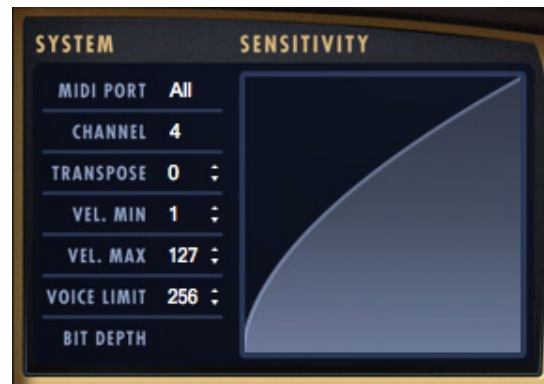 SYSTEM
SENSITIVITY
MIDI PORT All
CHANNEL 4
TRANSPOSE 0
VEL. MIN 1
VEL. MAX 127
VOICE LIMIT 256
BIT DEPTH